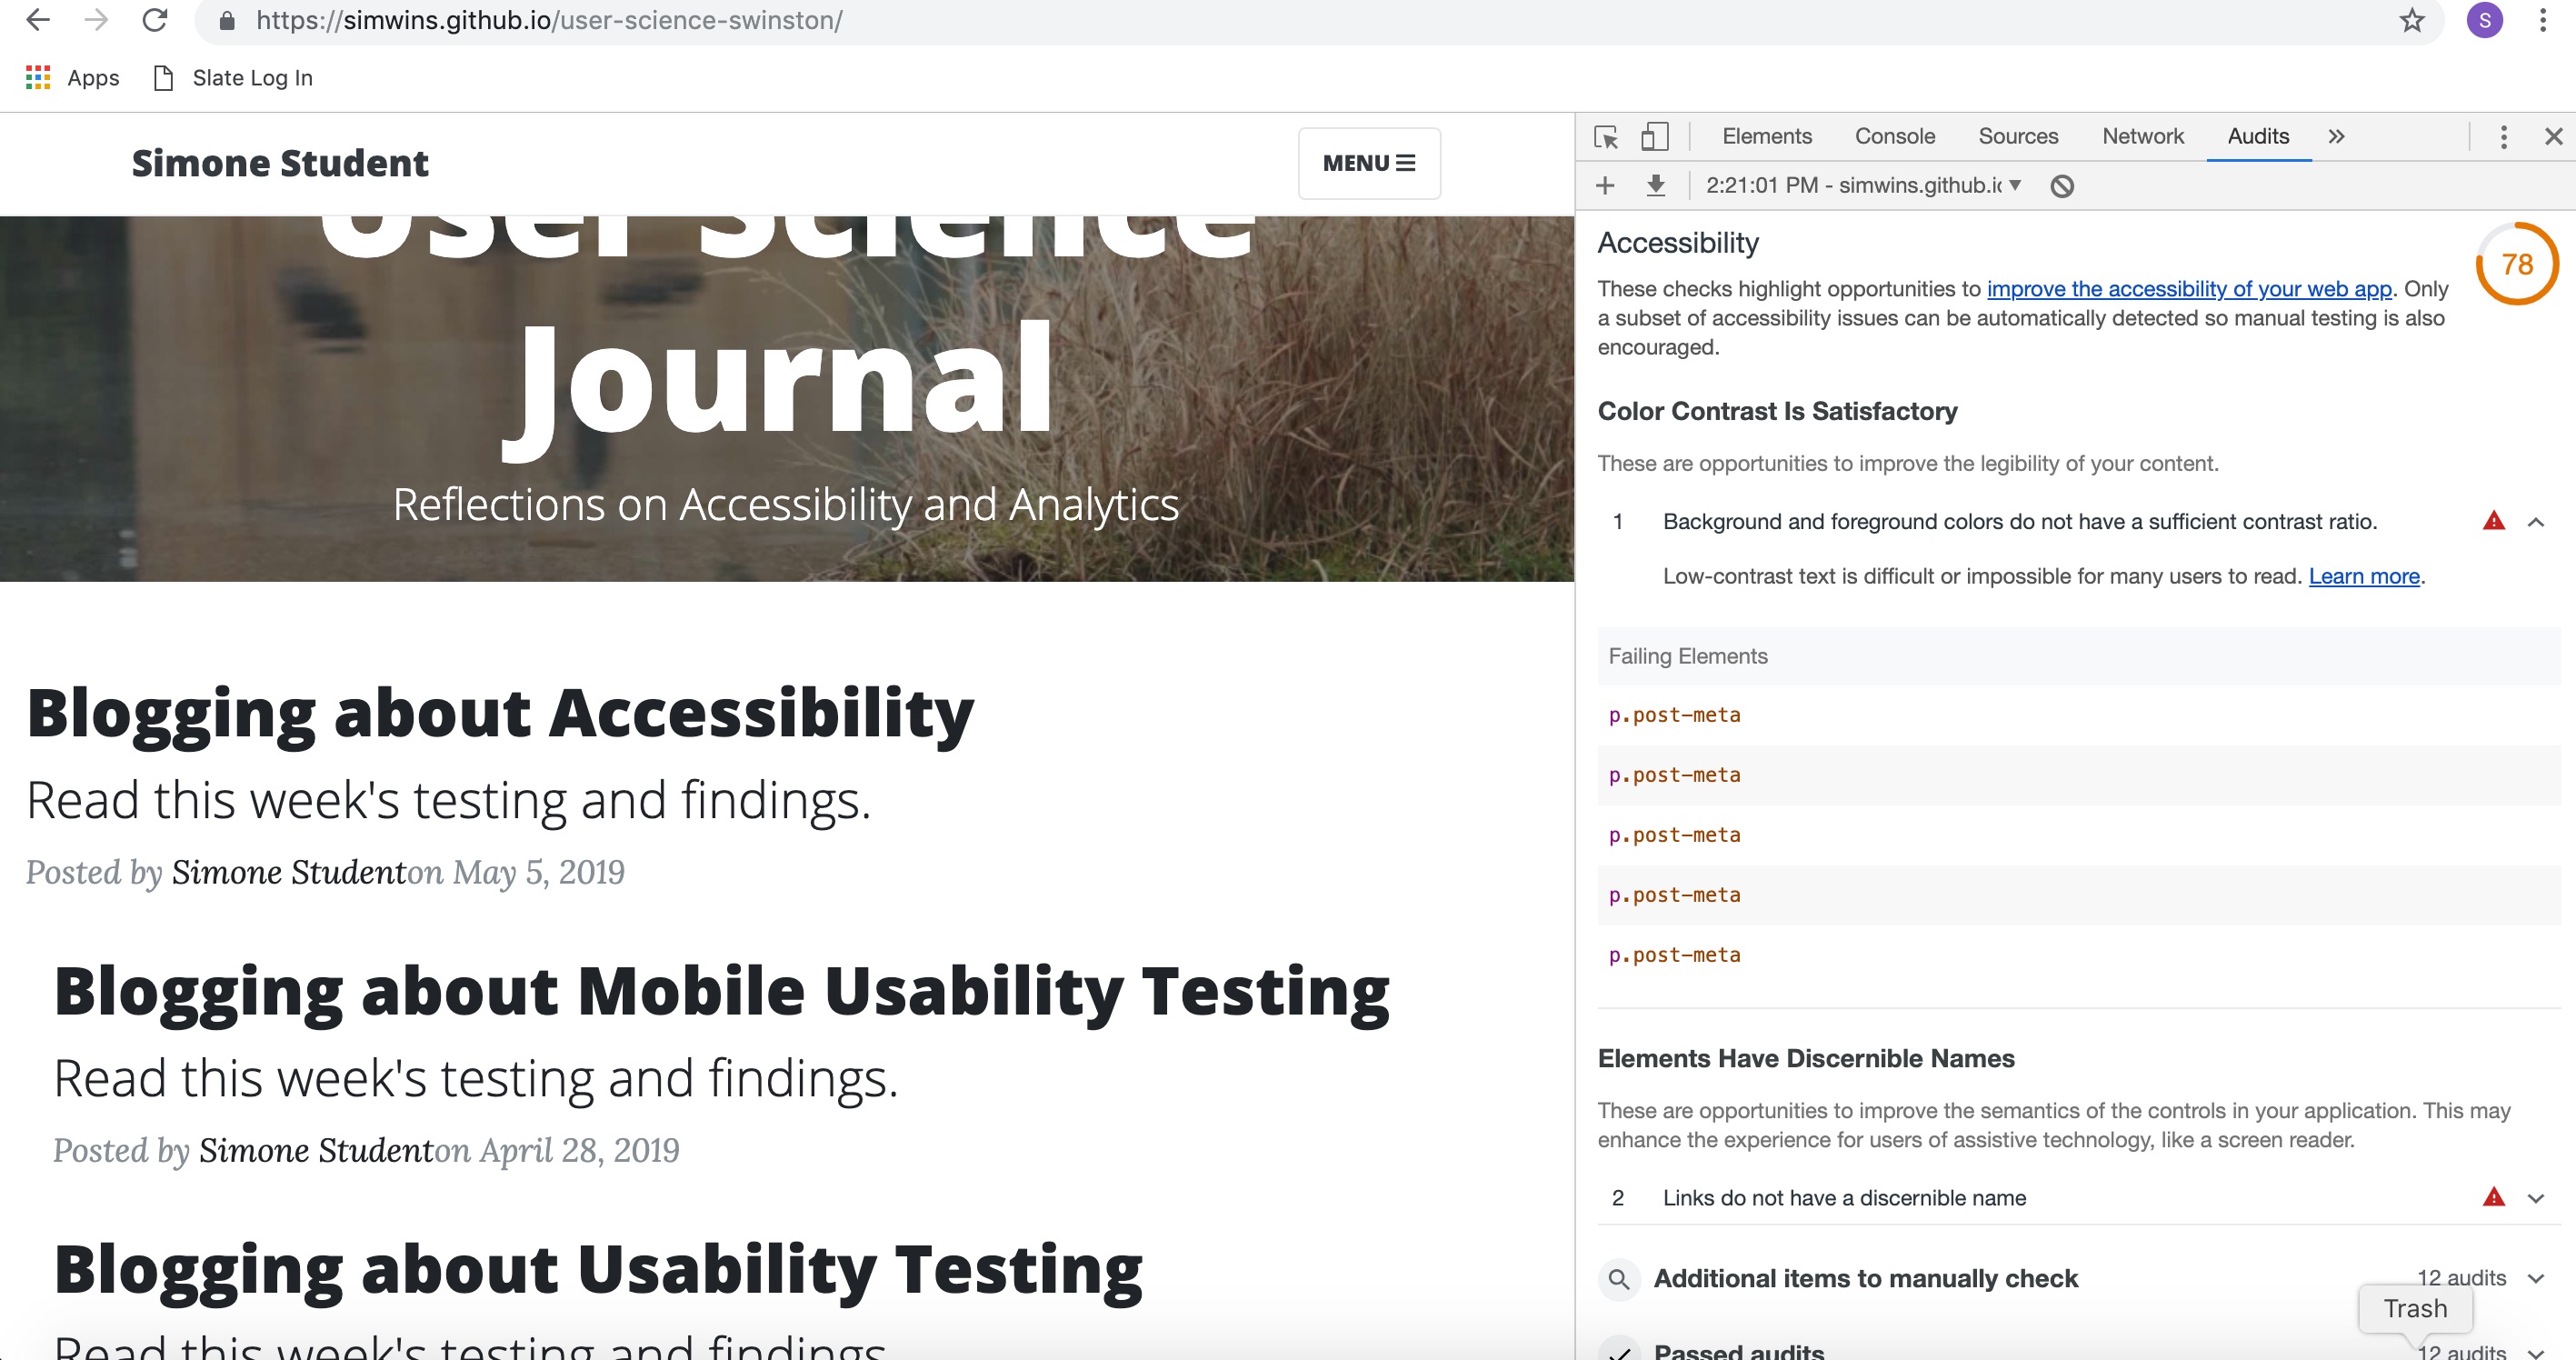 https://simwins.github.io/user-science-swinston/
S
Apps
Slate Log In
Simone Student
MENU
User Science
Journal
Reflections on Accessibility and Analytics
Blogging about Accessibility
Read this week's testing and findings.
Posted by Simone Studenton May 5, 2019
Blogging about Mobile Usability Testing
Read this week's testing and findings.
Posted by Simone Studenton April 28, 2019
Blogging about Usability Testing
Read this week's testing and findings.
Elements
Console
Sources
Network
Audits
2:21:01 PM - simwins.github.io
Accessibility
78
These checks highlight opportunities to improve the accessibility of your web app. Only
a subset of accessibility issues can be automatically detected so manual testing is also
encouraged.
Color Contrast Is Satisfactory
These are opportunities to improve the legibility of your content.
1 Background and foreground colors do not have a sufficient contrast ratio.
Low-contrast text is difficult or impossible for many users to read. Learn more.
Failing Elements
p.post-meta
p.post-meta
p.post-meta
p.post-meta
p.post-meta
Elements Have Discernible Names
These are opportunities to improve the semantics of the controls in your application. This may
enhance the experience for users of assistive technology, like a screen reader.
2 Links do not have a discernible name
Additional items to manually check
12 audits
Trash
Passed audits
12 audits